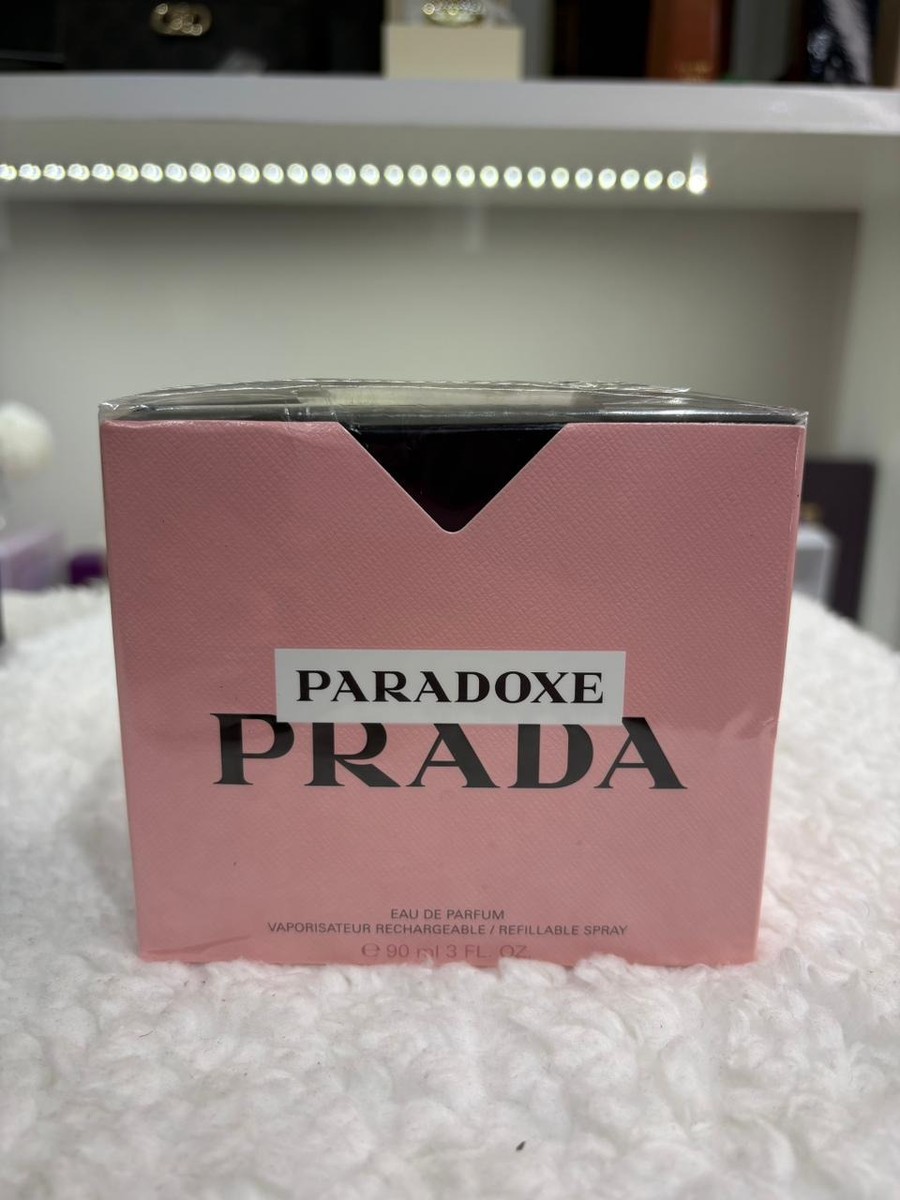 PARADOXE
PRADA
EAU DE PARFUM
VAPORISATEUR RECHARGEABLE / REFILLABLE SPRAY
℮ 90 ml 3 FL. OZ.